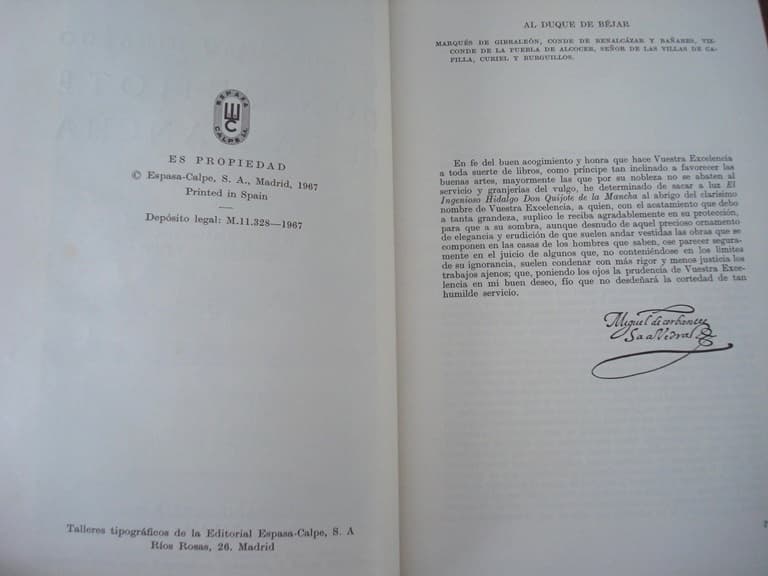 ESPASA
CALPE S.A.
ES PROPIEDAD
© Espasa-Calpe, S. A., Madrid, 1967
Printed in Spain
Depósito legal: M.11.328—1967
Talleres tipográficos de la Editorial Espasa-Calpe, S. A
Ríos Rosas, 26. Madrid
AL DUQUE DE BÉJAR
MARQUÉS DE GIBRALEÓN, CONDE DE BENALCÁZAR Y BAÑARES, VIZ-
CONDE DE LA PUEBLA DE ALCOCER, SEÑOR DE LAS VILLAS DE CA-
PILLA, CURIEL Y BURGUILLOS.
En fe del buen acogimiento y honra que hace Vuestra Excelencia
a toda suerte de libros, como príncipe tan inclinado a favorecer las
buenas artes, mayormente las que por su nobleza no se abaten al
servicio y granjerías del vulgo, he determinado de sacar a luz El
Ingenioso Hidalgo Don Quijote de la Mancha al abrigo del clarísimo
nombre de Vuestra Excelencia, a quien, con el acatamiento que debo
a tanta grandeza, suplico le reciba agradablemente en su protección,
para que a su sombra, aunque desnudo de aquel precioso ornamento
de elegancia y erudición de que suelen andar vestidas las obras que se
componen en las casas de los hombres que saben, ose parecer segura-
mente en el juicio de algunos que, no conteniéndose en los límites
de su ignorancia, suelen condenar con más rigor y menos justicia los
trabajos ajenos; que, poniendo los ojos la prudencia de Vuestra Exce-
lencia en mi buen deseo, fío que no desdeñará la cortedad de tan
humilde servicio.
Miguel de cerbantes
Saavedra